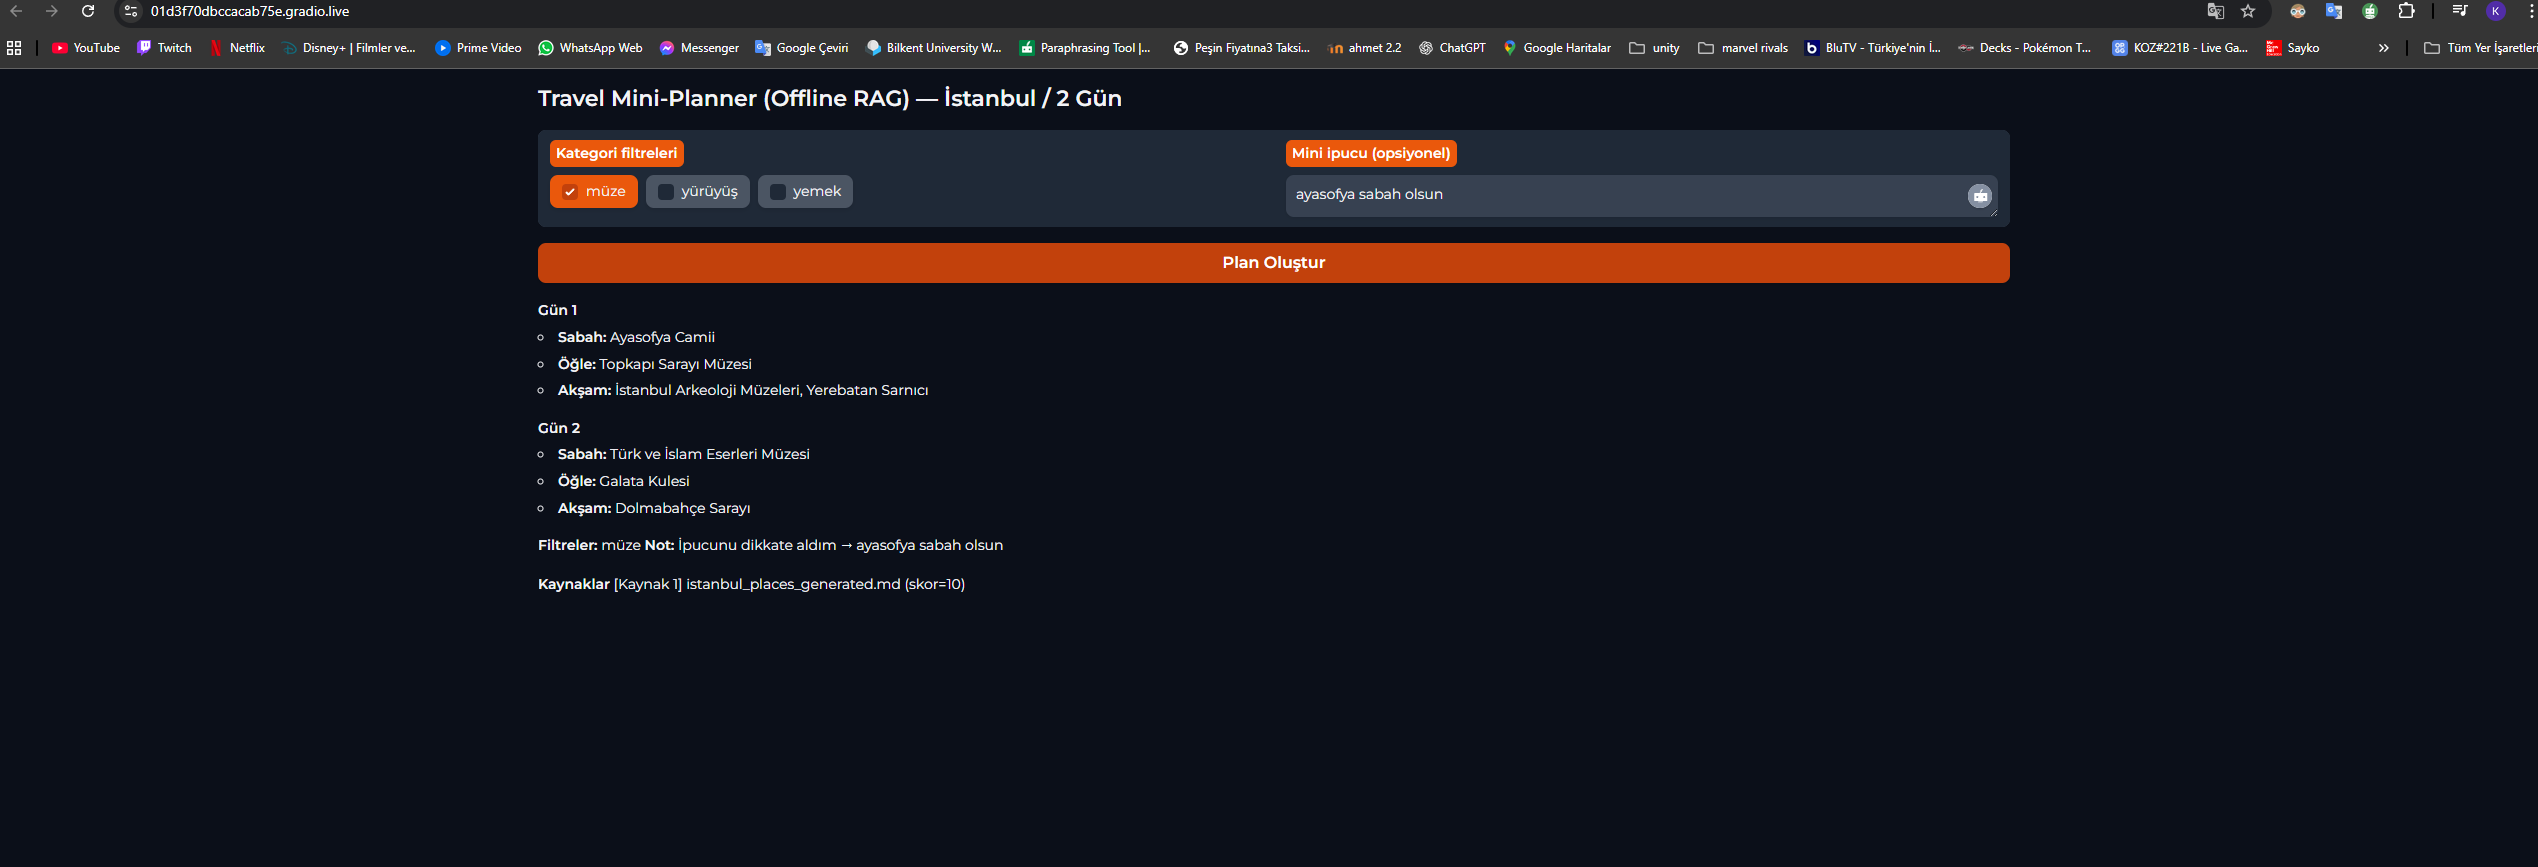 01d3f70dbccacab75e.gradio.live
YouTube Twitch Netflix Disney+ | Filmler ve... Prime Video WhatsApp Web Messenger Google Çeviri Bilkent University W... Paraphrasing Tool |... Peşin Fiyatına3 Taksi... ahmet 2.2 ChatGPT Google Haritalar unity marvel rivals BluTV - Türkiye'nin İ... Decks - Pokémon T... KOZ#221B - Live Ga... Sayko » Tüm Yer İşaretleri
Travel Mini-Planner (Offline RAG) — İstanbul / 2 Gün
Kategori filtreleri
müze yürüyüş yemek
Mini ipucu (opsiyonel)
ayasofya sabah olsun
Plan Oluştur
Gün 1
Sabah: Ayasofya Camii
Öğle: Topkapı Sarayı Müzesi
Akşam: İstanbul Arkeoloji Müzeleri, Yerebatan Sarnıcı
Gün 2
Sabah: Türk ve İslam Eserleri Müzesi
Öğle: Galata Kulesi
Akşam: Dolmabahçe Sarayı
Filtreler: müze Not: İpucunu dikkate aldım → ayasofya sabah olsun
Kaynaklar [Kaynak 1] istanbul_places_generated.md (skor=10)